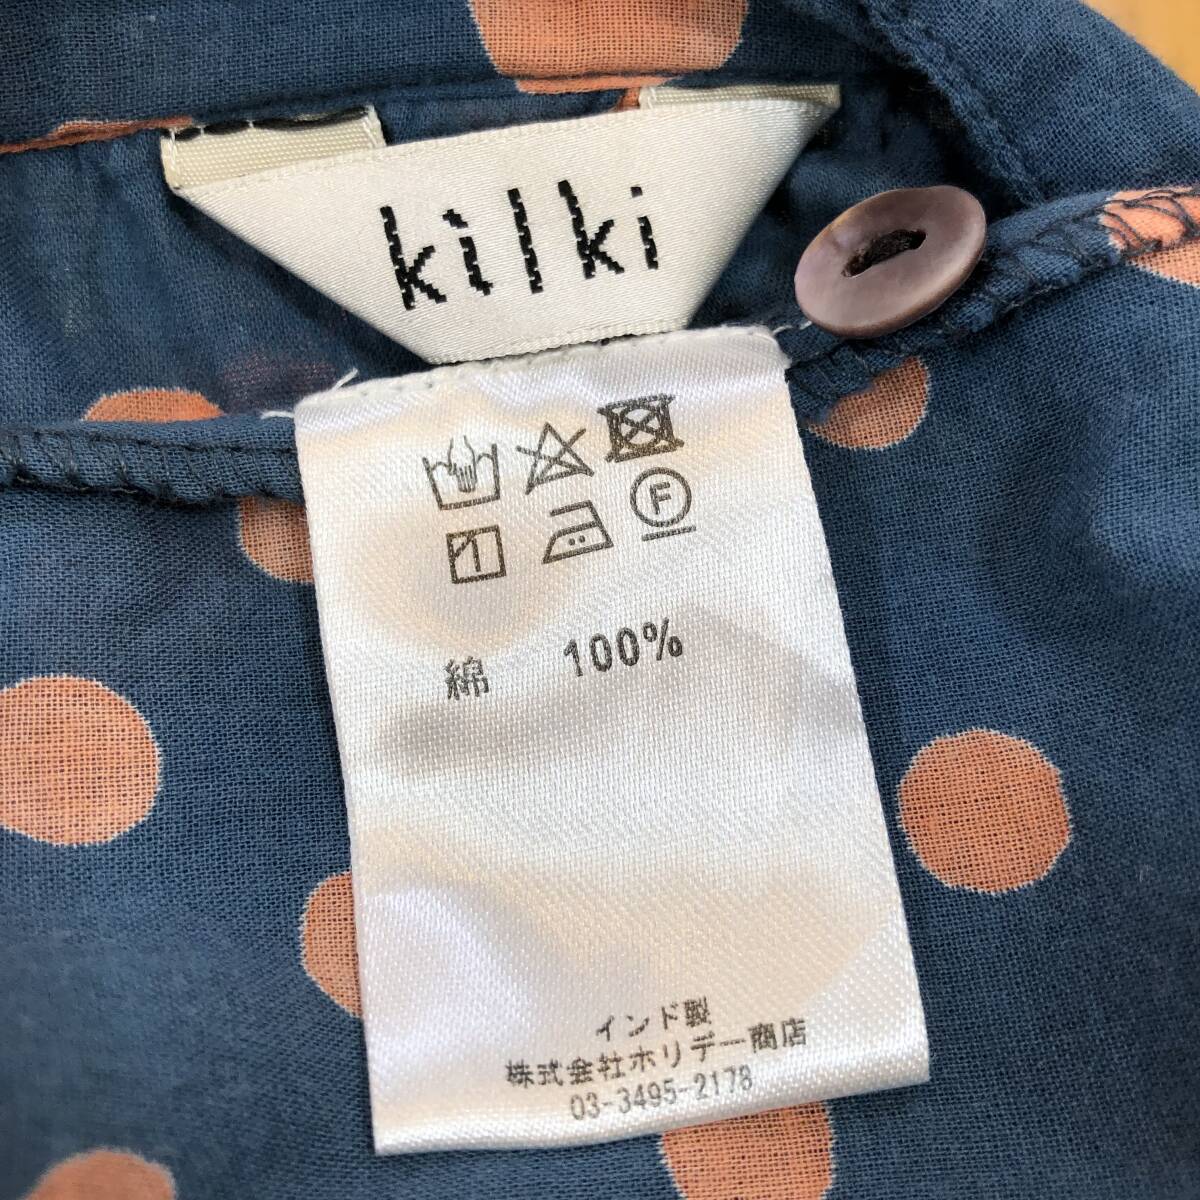 kilki
F
1
綿 100%
インド製
株式会社ホリデー商店
03-3495-2178